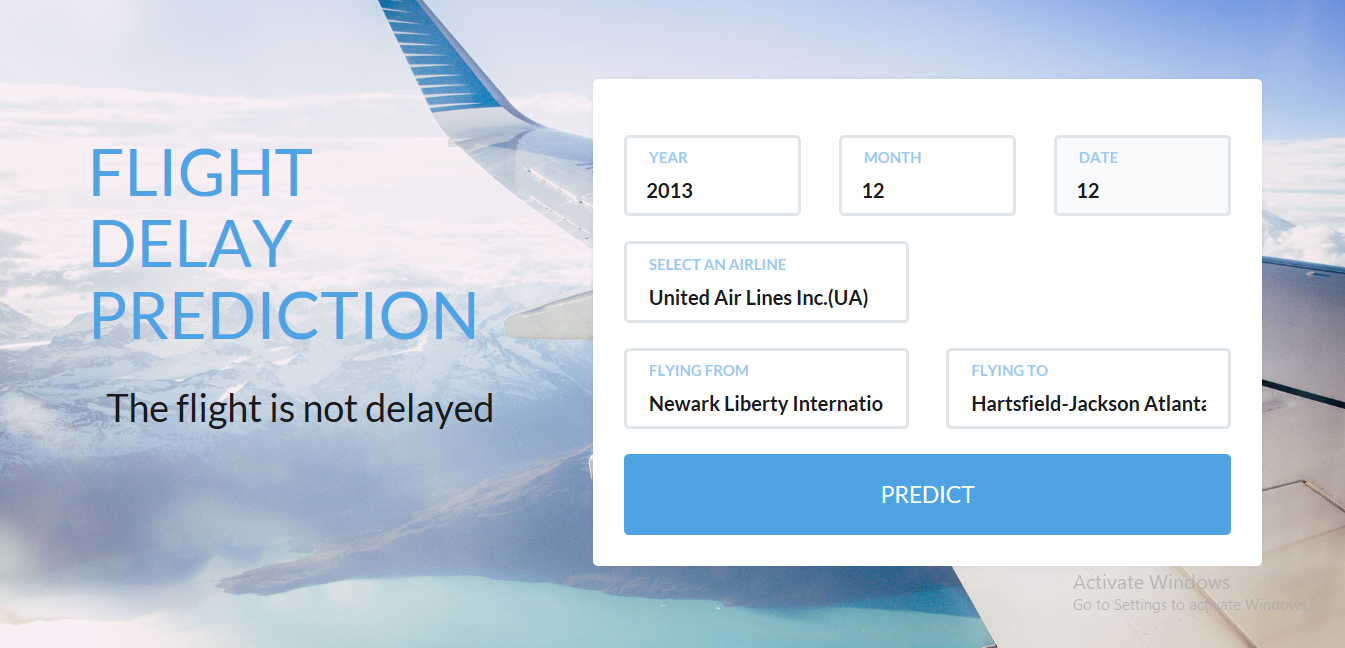 FLIGHT
DELAY
PREDICTION
The flight is not delayed
YEAR
2013
MONTH
12
DATE
12
SELECT AN AIRLINE
United Air Lines Inc.(UA)
FLYING FROM
Newark Liberty Internatio
FLYING TO
Hartsfield-Jackson Atlanta
PREDICT
Activate Windows
Go to Settings to activate Windows.